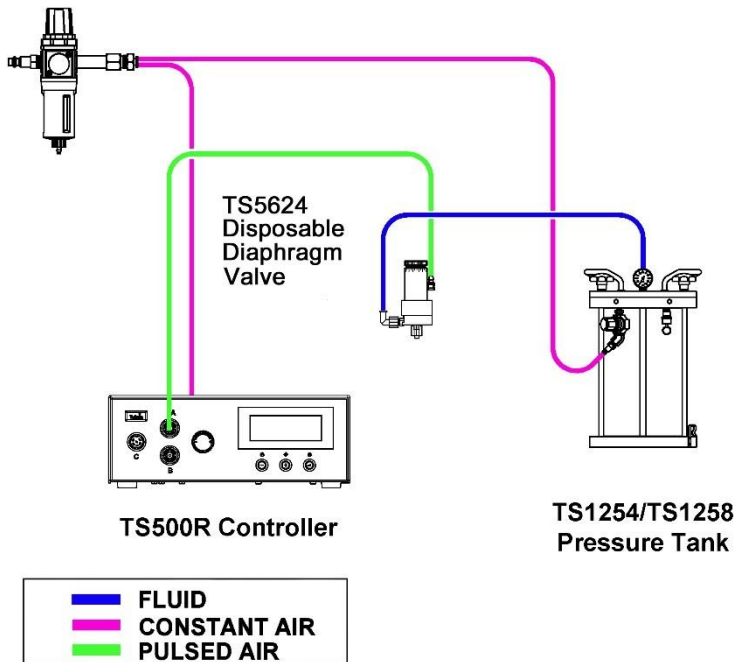 TS5624
Disposable
Diaphragm
Valve
A
C
B
TS500R Controller
TS1254/TS1258
Pressure Tank
FLUID
CONSTANT AIR
PULSED AIR